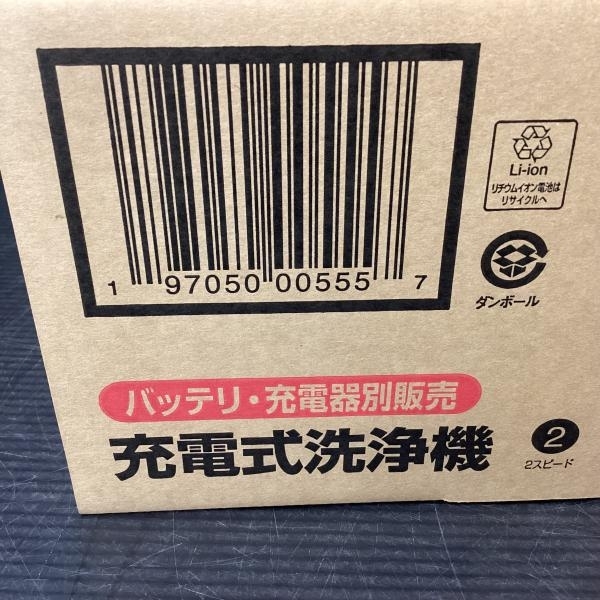 1 97050 00555 7
Li-ion
リチウムイオン電池は
リサイクルへ
ダンボール
バッテリ・充電器別販売
充電式洗浄機
2
2スピード